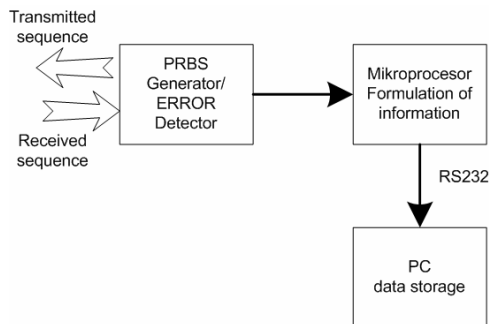 Transmitted
sequence
Received
sequence
PRBS
Generator/
ERROR
Detector
Mikroprocesor
Formulation of
information
RS232
PC
data storage